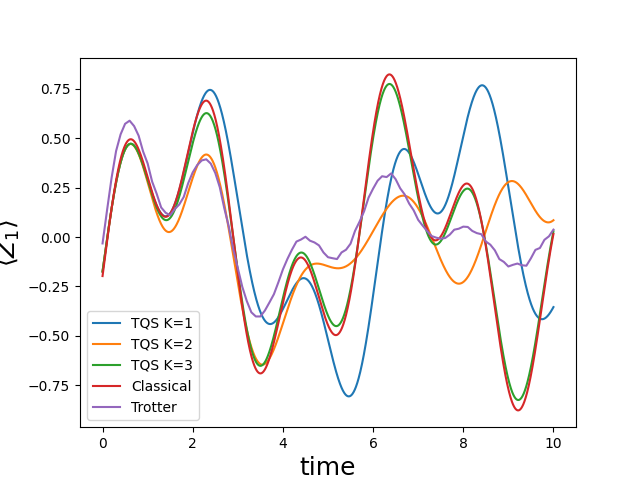 0.75
0.50
0.25
0.00
−0.25
−0.50
−0.75
⟨Z₁⟩
TQS K=1
TQS K=2
TQS K=3
Classical
Trotter
0 2 4 6 8 10
time